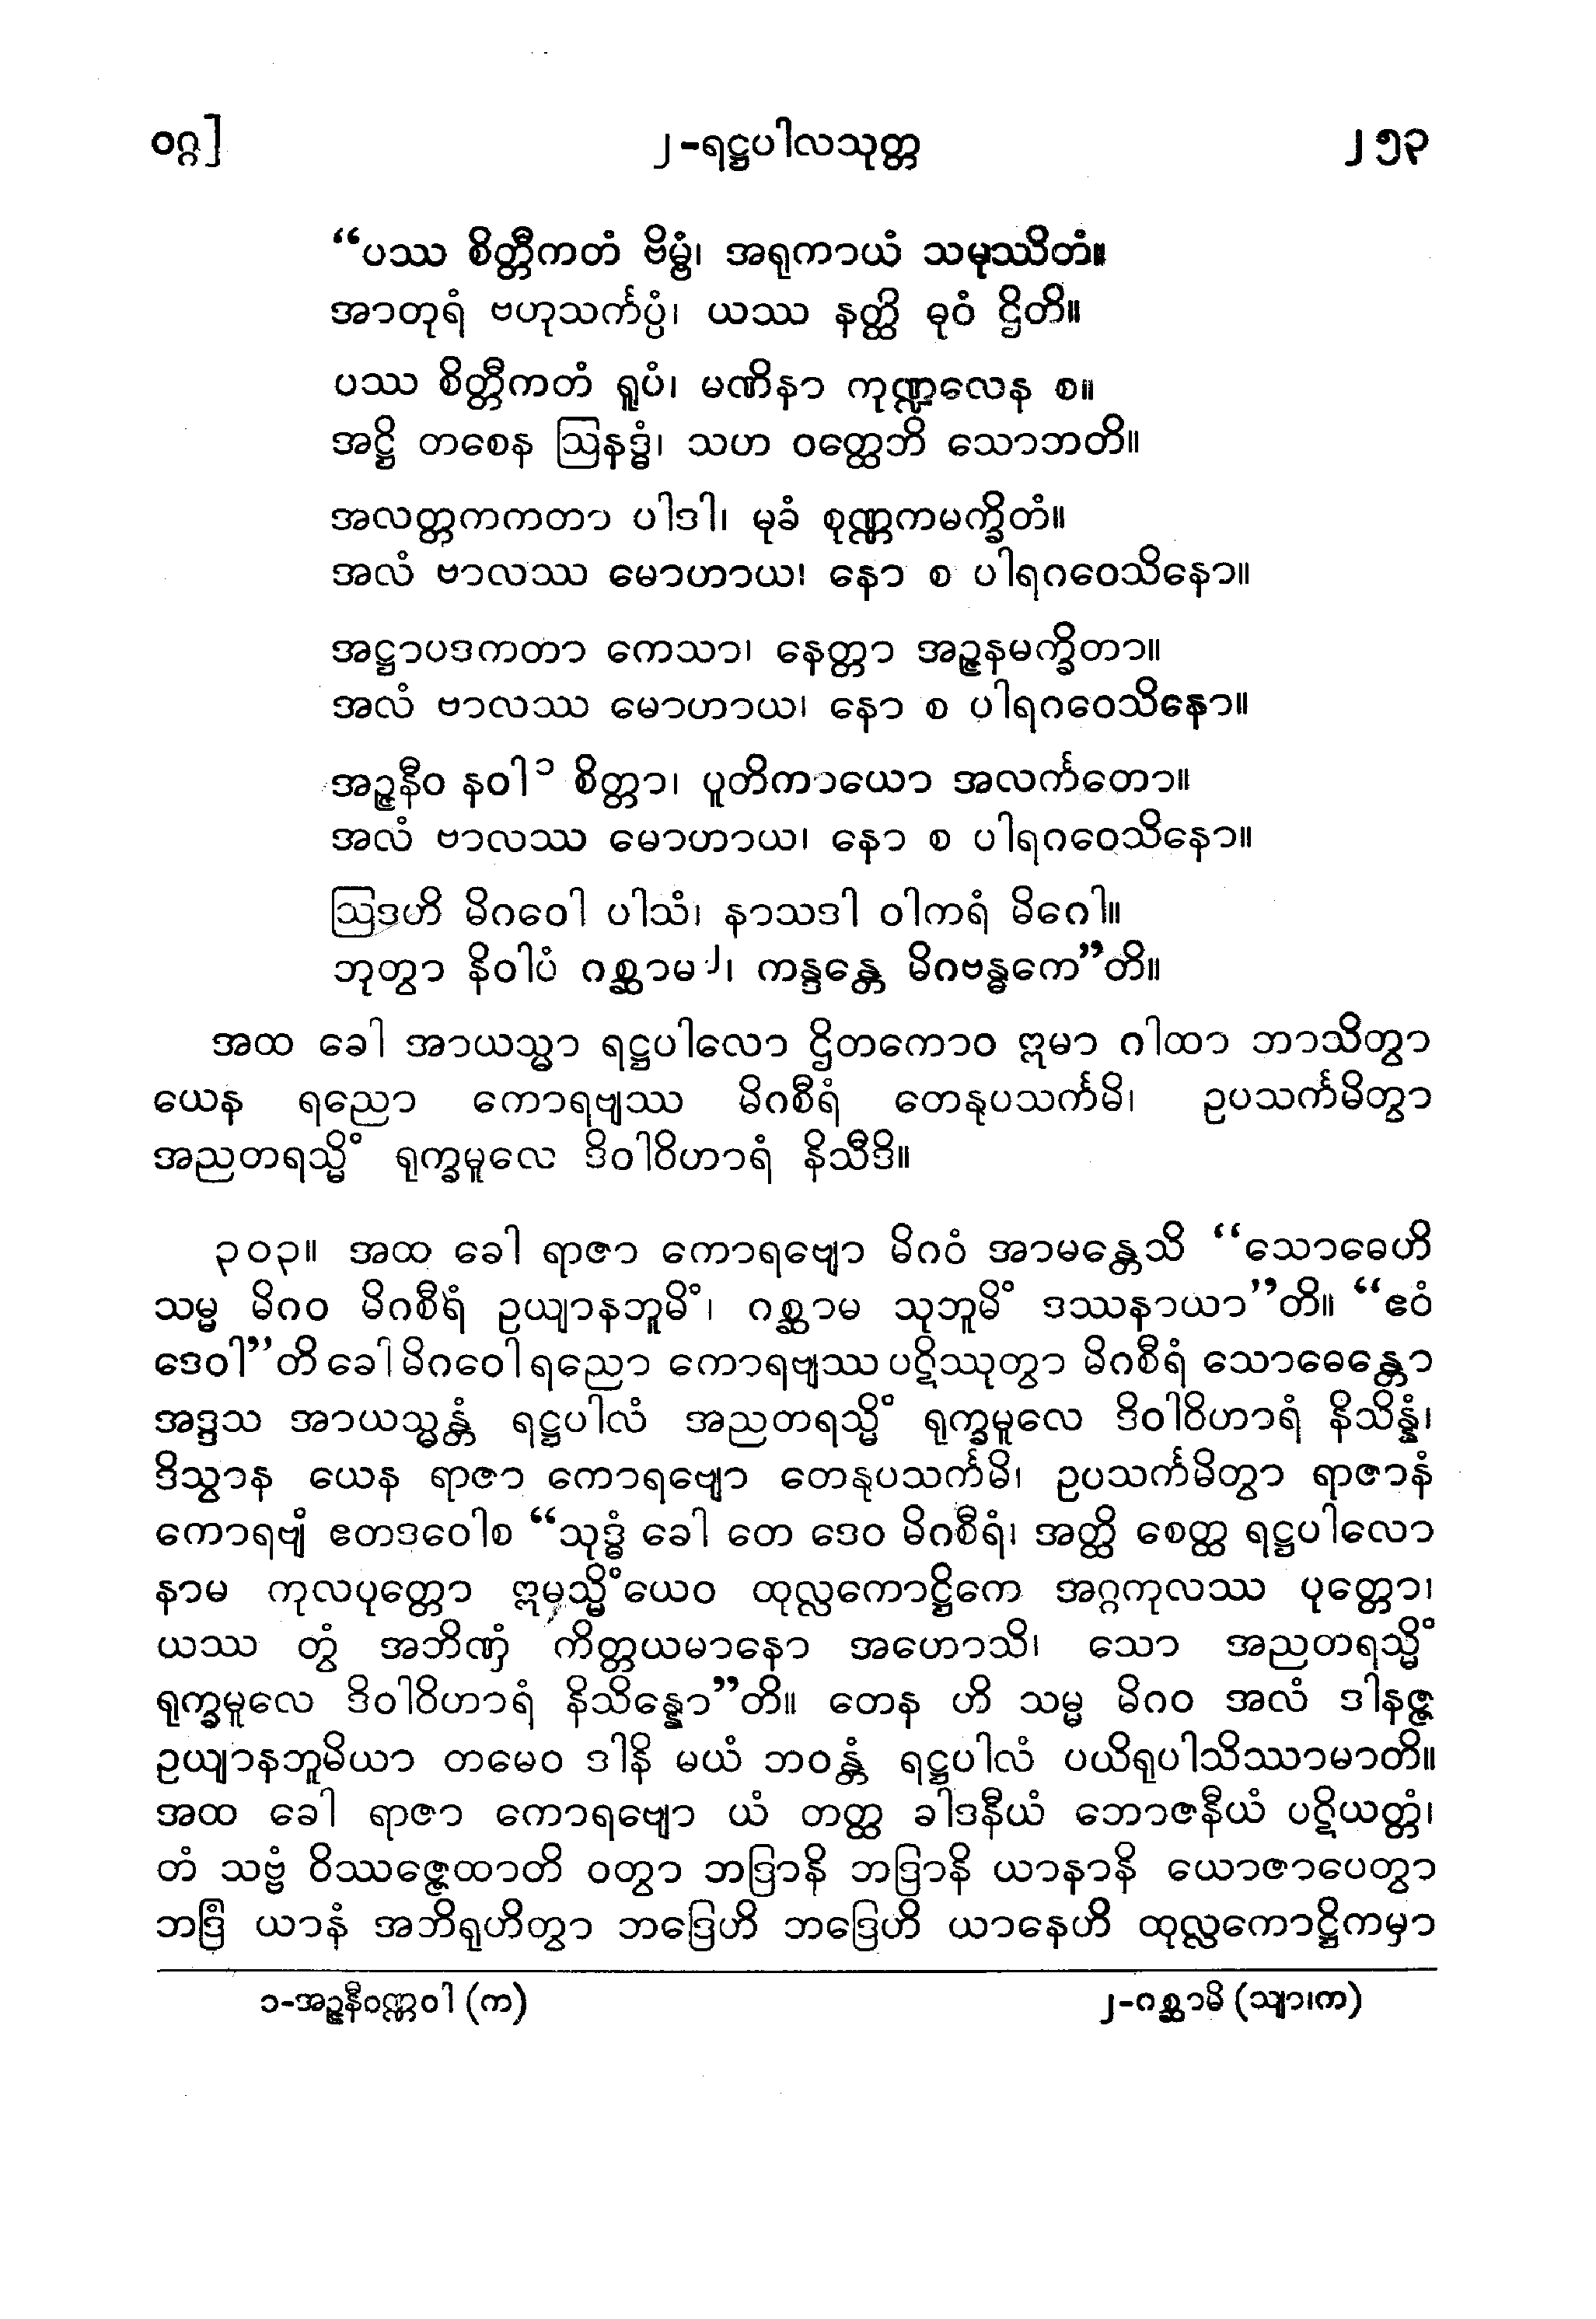 ဝဂ္ဂ] ၂-ရဋ္ဌပါလသုတ္တ ၂၅၃
“ပဿ စိတ္တီကတံ ဗိမ္ဗံ၊ အရုကာယံ သမုဿိတံ။
အာတုရံ ဗဟုသင်္ကပ္ပံ၊ ယဿ နတ္ထိ ဓုဝံ ဌိတိ။
ပဿ စိတ္တီကတံ ရူပံ၊ မဏိနာ ကုဏ္ဍလေန စ။
အဋ္ဌိ တစေန ဩနဒ္ဓံ၊ သဟ ဝတ္ထေဘိ သောဘတိ။
အလတ္တကကတာ ပါဒါ၊ မုခံ စုဏ္ဏကမက္ခိတံ။
အလံ ဗာလဿ မောဟာယ၊ နော စ ပါရဂဝေသိနော။
အဋ္ဌာပဒကတာ ကေသာ၊ နေတ္တာ အဉ္ဇနမက္ခိတာ။
အလံ ဗာလဿ မောဟာယ၊ နော စ ပါရဂဝေသိနော။
အဉ္ဇနီဝ နဝါ ၁ စိတ္တာ၊ ပူတိကာယော အလင်္ကတော။
အလံ ဗာလဿ မောဟာယ၊ နော စ ပါရဂဝေသိနော။
ဩဒဟိ မိဂဝေါ ပါသံ၊ နာသဒါ ဝါကရံ မိဂေါ။
ဘုတွာ နိဝါပံ ဂစ္ဆာမ ၂၊ ကန္ဒန္တေ မိဂဗန္ဓကေ”တိ။
အထ ခေါ အာယသ္မာ ရဋ္ဌပါလော ဌိတကောဝ ဣမာ ဂါထာ ဘာသိတွာ
ယေန ရညော ကောရဗျဿ မိဂစီရံ တေနုပသင်္ကမိ၊ ဥပသင်္ကမိတွာ
အညတရသ္မိံ ရုက္ခမူလေ ဒိဝါဝိဟာရံ နိသီဒိ။
၃၀၃။ အထ ခေါ ရာဇာ ကောရဗျော မိဂဝံ အာမန္တေသိ “သောဓေဟိ
သမ္မ မိဂဝ မိဂစီရံ ဥယျာနဘူမိံ၊ ဂစ္ဆာမ သုဘူမိံ ဒဿနာယာ”တိ။ “ဧဝံ
ဒေဝါ”တိ ခေါ မိဂဝေါ ရညော ကောရဗျဿ ပဋိဿုတွာ မိဂစီရံ သောဓေန္တော
အဒ္ဒသ အာယသ္မန္တံ ရဋ္ဌပါလံ အညတရသ္မိံ ရုက္ခမူလေ ဒိဝါဝိဟာရံ နိသိန္နံ၊
ဒိသွာန ယေန ရာဇာ ကောရဗျော တေနုပသင်္ကမိ၊ ဥပသင်္ကမိတွာ ရာဇာနံ
ကောရဗျံ ဧတဒဝေါစ “သုဒ္ဓံ ခေါ တေ ဒေဝ မိဂစီရံ၊ အတ္ထိ စေတ္ထ ရဋ္ဌပါလော
နာမ ကုလပုတ္တော ဣမသ္မိံယေဝ ထုလ္လကောဋ္ဌိကေ အဂ္ဂကုလဿ ပုတ္တော၊
ယဿ တွံ အဘိဏှံ ကိတ္တယမာနော အဟောသိ၊ သော အညတရသ္မိံ
ရုက္ခမူလေ ဒိဝါဝိဟာရံ နိသိန္နော”တိ။ တေန ဟိ သမ္မ မိဂဝ အလံ ဒါနဇ္ဇ
ဥယျာနဘူမိယာ တမေဝ ဒါနိ မယံ ဘဝန္တံ ရဋ္ဌပါလံ ပယိရုပါသိဿာမာတိ။
အထ ခေါ ရာဇာ ကောရဗျော ယံ တတ္ထ ခါဒနီယံ ဘောဇနီယံ ပဋိယတ္တံ၊
တံ သဗ္ဗံ ဝိဿဇ္ဇေထာတိ ဝတွာ ဘဒြာနိ ဘဒြာနိ ယာနာနိ ယောဇာပေတွာ
ဘဒြံ ယာနံ အဘိရုဟိတွာ ဘဒြေဟိ ဘဒြေဟိ ယာနေဟိ ထုလ္လကောဋ္ဌိကမှာ
၁-အဉ္ဇနီဝဏ္ဏဝါ (က) ၂-ဂစ္ဆာမိ (သျာ၊က)